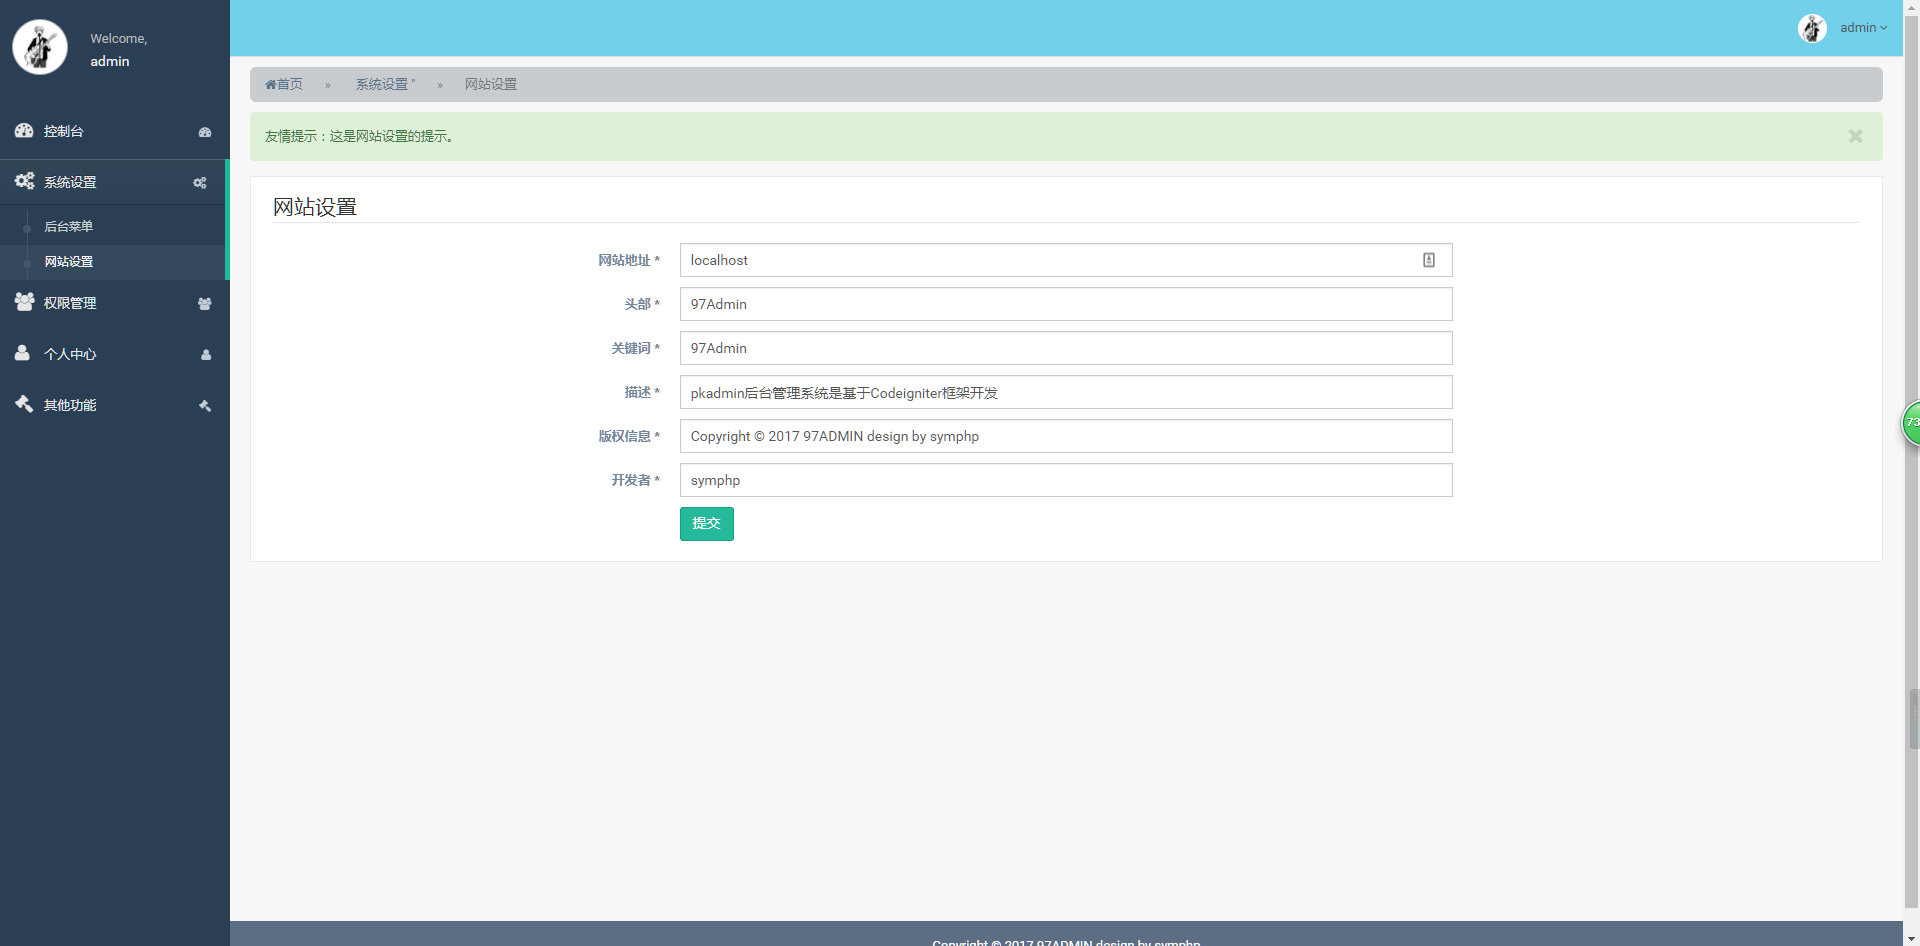 Welcome,
admin
admin
控制台
系统设置
后台菜单
网站设置
权限管理
个人中心
其他功能
首页 » 系统设置 " » 网站设置
友情提示：这是网站设置的提示。
网站设置
网站地址 * localhost
头部 * 97Admin
关键词 * 97Admin
描述 * pkadmin后台管理系统是基于Codeigniter框架开发
版权信息 * Copyright © 2017 97ADMIN design by symphp
开发者 * symphp
提交
73
Copyright © 2017 97ADMIN design by symphp